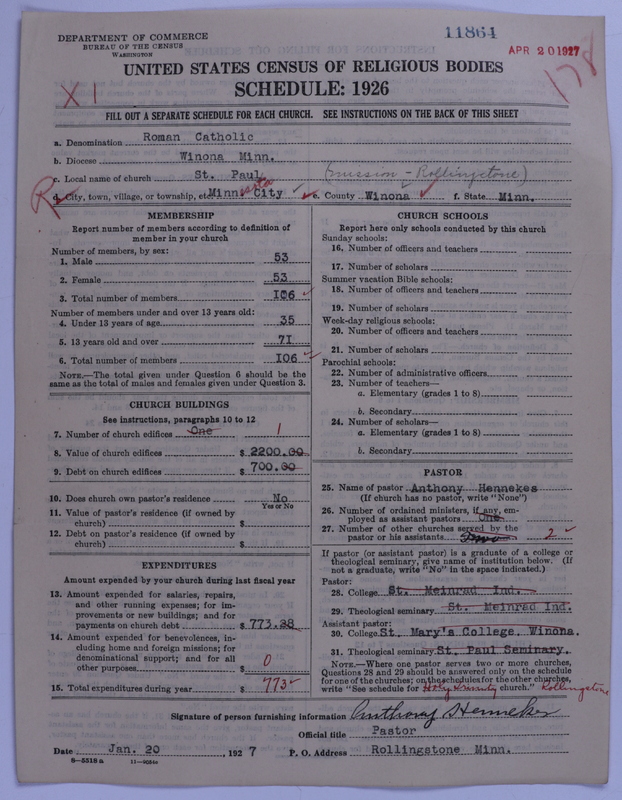 DEPARTMENT OF COMMERCE
BUREAU OF THE CENSUS
WASHINGTON
11864
APR 20 1927
178
X 1
UNITED STATES CENSUS OF RELIGIOUS BODIES
SCHEDULE: 1926
FILL OUT A SEPARATE SCHEDULE FOR EACH CHURCH. SEE INSTRUCTIONS ON THE BACK OF THIS SHEET
a. Denomination Roman Catholic
b. Diocese Winona Minn.
c. Local name of church St. Paul (mission - Rollingstone)
R
d. City, town, village, or township, etc. Minnesota City e. County Winona f. State Minn.
MEMBERSHIP
Report number of members according to definition of member in your church
Number of members, by sex:
1. Male 53
2. Female 53
3. Total number of members 106
Number of members under and over 13 years old:
4. Under 13 years of age 35
5. 13 years old and over 71
6. Total number of members 106
NOTE.—The total given under Question 6 should be the same as the total of males and females given under Question 3.
CHURCH BUILDINGS
See instructions, paragraphs 10 to 12
7. Number of church edifices One 1
8. Value of church edifices $ 2200.00
9. Debt on church edifices $ 700.00
10. Does church own pastor's residence No
Yes or No
11. Value of pastor's residence (if owned by church) $
12. Debt on pastor's residence (if owned by church) $
EXPENDITURES
Amount expended by your church during last fiscal year
13. Amount expended for salaries, repairs, and other running expenses; for improvements or new buildings; and for payments on church debt $ 773.28
14. Amount expended for benevolences, including home and foreign missions; for denominational support; and for all other purposes $ 0
15. Total expenditures during year $ 773
CHURCH SCHOOLS
Report here only schools conducted by this church
Sunday schools:
16. Number of officers and teachers
17. Number of scholars
Summer vacation Bible schools:
18. Number of officers and teachers
19. Number of scholars
Week-day religious schools:
20. Number of officers and teachers
21. Number of scholars
Parochial schools:
22. Number of administrative officers
23. Number of teachers—
a. Elementary (grades 1 to 8)
b. Secondary
24. Number of scholars—
a. Elementary (grades 1 to 8)
b. Secondary
PASTOR
25. Name of pastor Anthony Hennekes
(If church has no pastor, write "None")
26. Number of ordained ministers, if any, employed as assistant pastors One
27. Number of other churches served by the pastor or his assistants Two 2
If pastor (or assistant pastor) is a graduate of a college or theological seminary, give name of institution below. (If not a graduate, write "No" in the space indicated.)
Pastor:
28. College St. Meinrad Ind.
29. Theological seminary St. Meinrad Ind.
Assistant pastor:
30. College St. Mary's College, Winona.
31. Theological seminary St. Paul Seminary.
NOTE.—Where one pastor serves two or more churches, Questions 28 and 29 should be answered only on the schedule for one of the churches; on the schedules for the other churches, write "See schedule for Holy Trinity church." Rollingstone
Signature of person furnishing information Anthony Hennekes
Official title Pastor
Date Jan. 20 1927 P. O. Address Rollingstone Minn.
8—5518 a